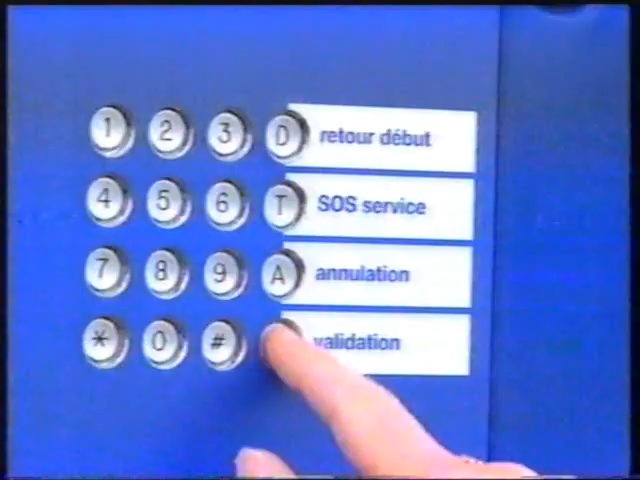 1 2 3 D retour début
4 5 6 T SOS service
7 8 9 A annulation
* 0 # validation